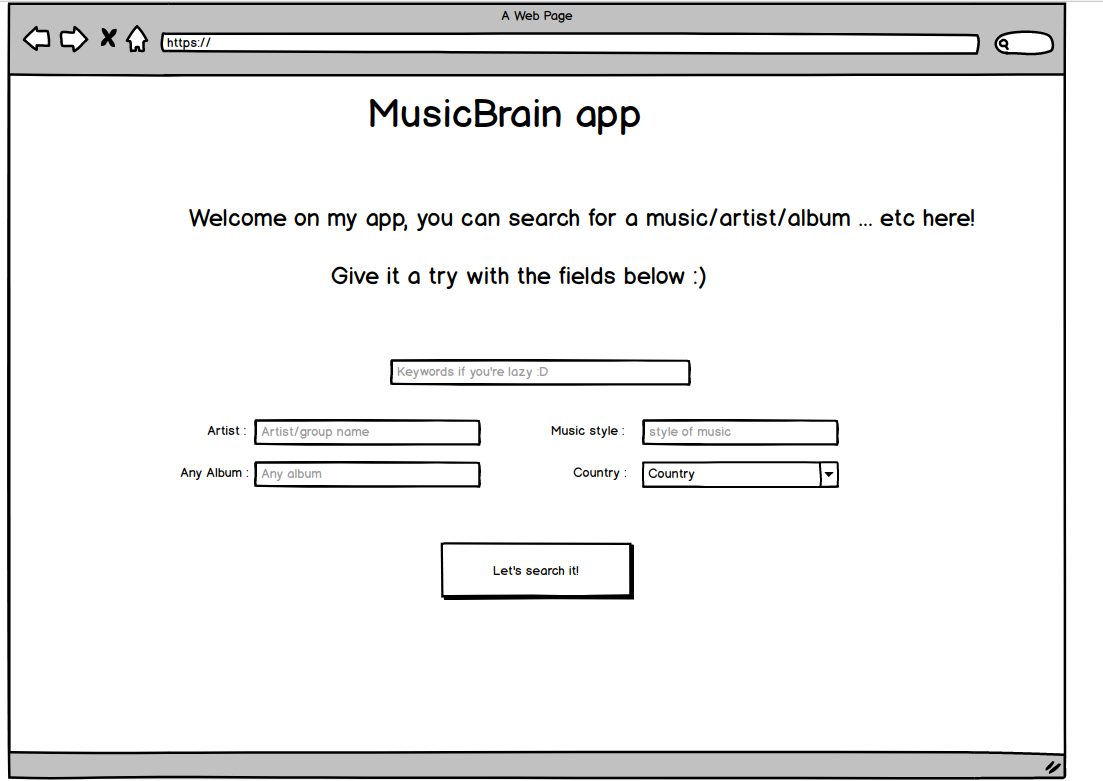 A Web Page
https://
MusicBrain app
Welcome on my app, you can search for a music/artist/album ... etc here!
Give it a try with the fields below :)
Keywords if you're lazy :D
Artist : Artist/group name Music style : style of music
Any Album : Any album Country : Country
Let's search it!